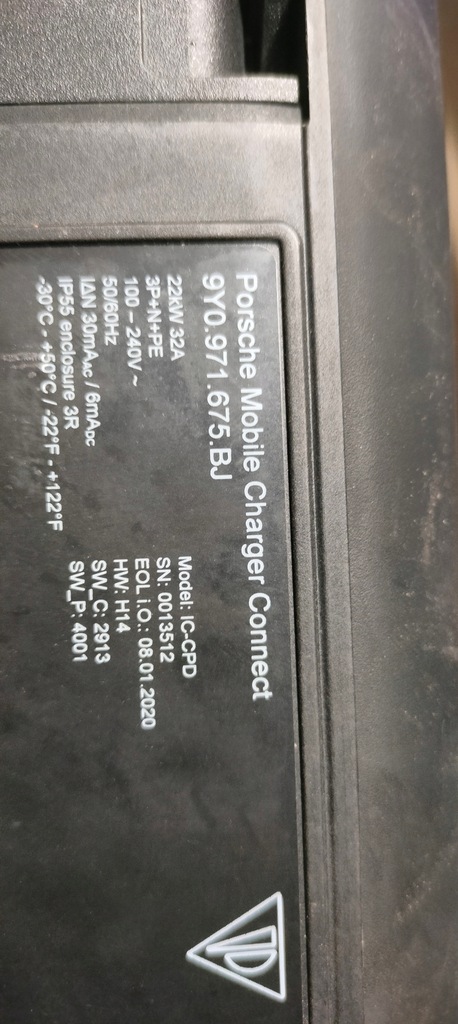 Porsche Mobile Charger Connect
9Y0.971.675.BJ
22kW 32A
3P+N+PE
100 – 240V ~
50/60Hz
IΔN 30mAAC / 6mADC
IP55 enclosure 3R
-30°C - +50°C / -22°F - +122°F
Model: IC-CPD
SN: 0013512
EOL i.O.: 08.01.2020
HW: H14
SW_C: 2913
SW_P: 4001